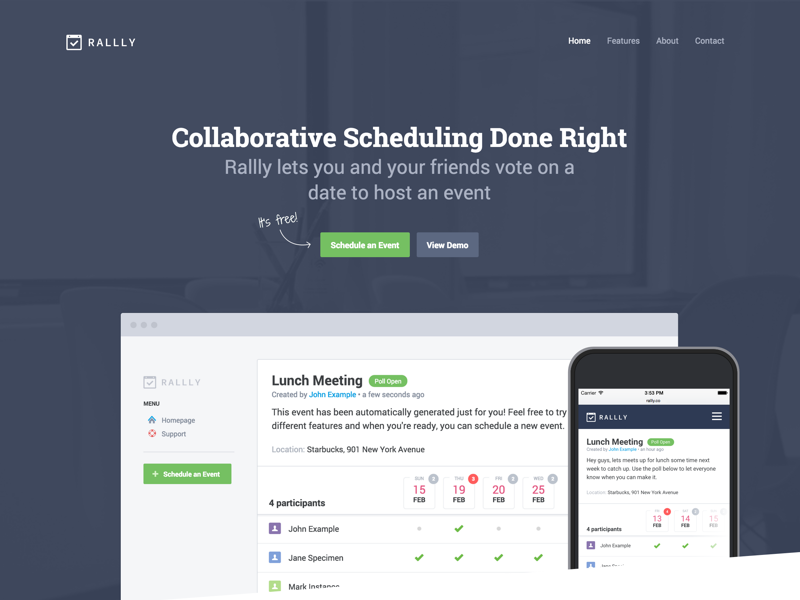 RALLLY
Home Features About Contact
Collaborative Scheduling Done Right
Rallly lets you and your friends vote on a
date to host an event
It's free!
Schedule an Event View Demo
RALLLY
MENU
Homepage
Support
+ Schedule an Event
Lunch Meeting Poll Open
Created by John Example • a few seconds ago
This event has been automatically generated just for you! Feel free to try
different features and when you're ready, you can schedule a new event.
Location: Starbucks, 901 New York Avenue
4 participants
SUN 2 THU 3 FRI 2 WED 2
15 19 20 25
FEB FEB FEB FEB
John Example
Jane Specimen
Mark Instance
Carrier 3:53 PM
rallly.co
RALLLY
Lunch Meeting Poll Open
Created by John Example • an hour ago
Hey guys, lets meets up for lunch some time next
week to catch up. Use the poll below to let everyone
know when you can make it.
Location: Starbucks, 901 New York Avenue
4 participants
13 14 15
FEB FEB FEB
John Example